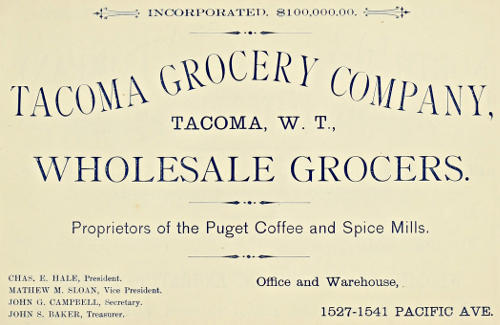 INCORPORATED. $100,000.00.
TACOMA GROCERY COMPANY,
TACOMA, W. T.,
WHOLESALE GROCERS.
Proprietors of the Puget Coffee and Spice Mills.
CHAS. E. HALE, President.
MATHEW M. SLOAN, Vice President.
JOHN G. CAMPBELL, Secretary.
JOHN S. BAKER, Treasurer.
Office and Warehouse,
1527-1541 PACIFIC AVE.